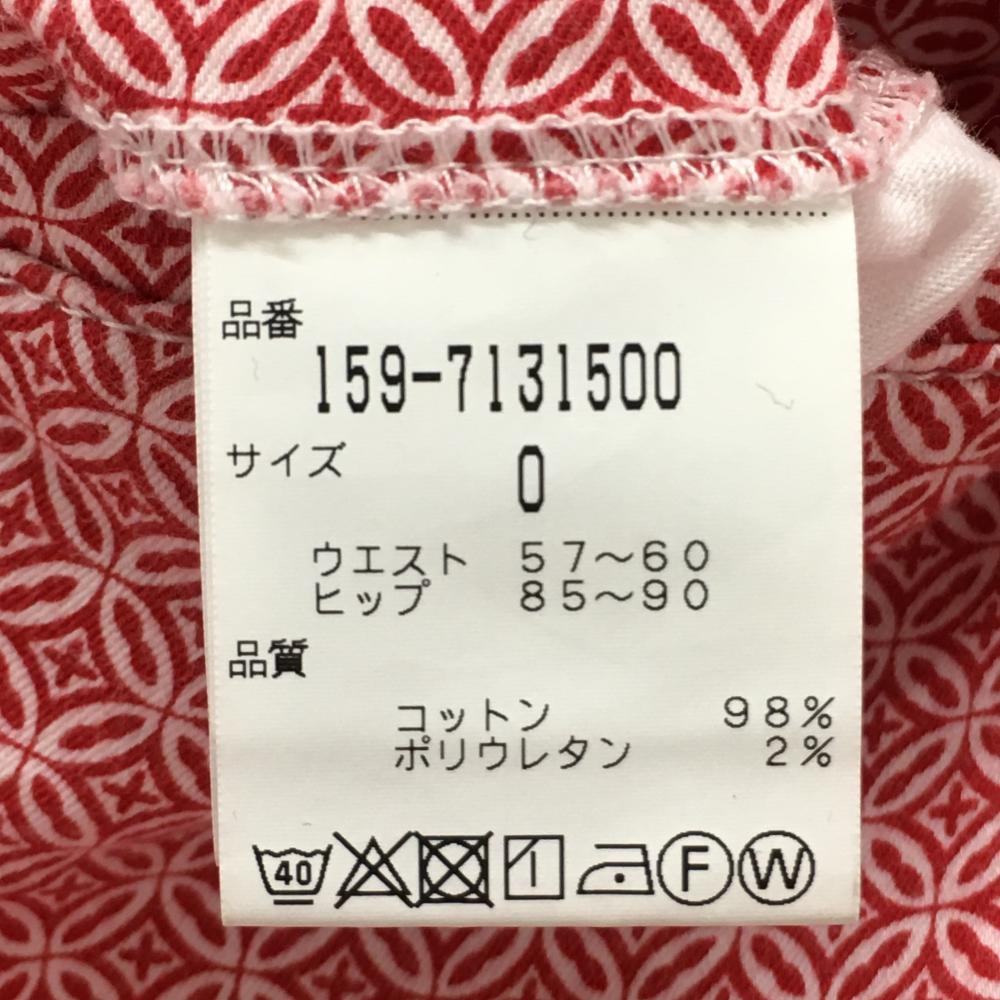 品番
159-7131500
サイズ
0
ウエスト 57～60
ヒップ 85～90
品質
コットン 98%
ポリウレタン 2%
40 F W